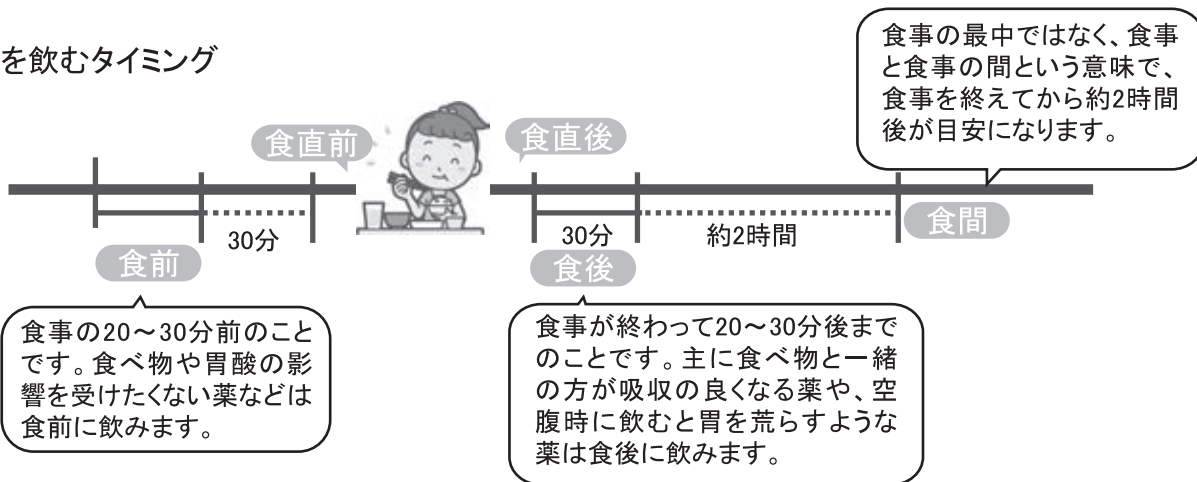 を飲むタイミング
食事の最中ではなく、食事
と食事の間という意味で、
食事を終えてから約2時間
後が目安になります。
食直前
食直後
30分
30分
約2時間
食間
食前
食後
食事の20～30分前のこと
です。食べ物や胃酸の影
響を受けたくない薬などは
食前に飲みます。
食事が終わって20～30分後まで
のことです。主に食べ物と一緒
の方が吸収の良くなる薬や、空
腹時に飲むと胃を荒らすような
薬は食後に飲みます。